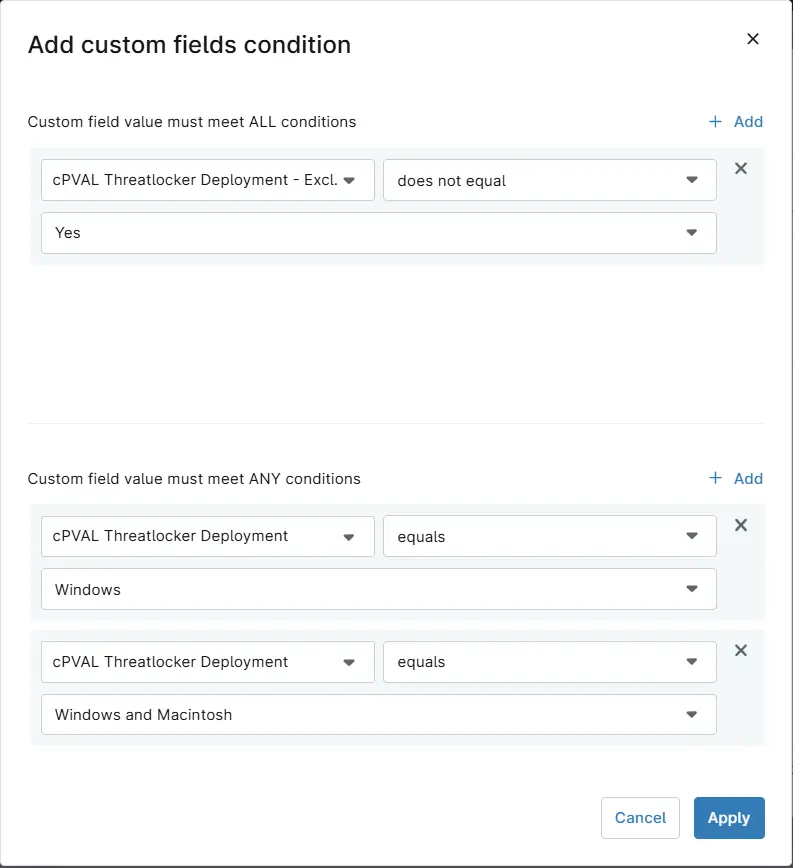 Add custom fields condition
Custom field value must meet ALL conditions
+ Add
cPVAL Threatlocker Deployment - Excl.
does not equal
Yes
Custom field value must meet ANY conditions
+ Add
cPVAL Threatlocker Deployment
equals
Windows
cPVAL Threatlocker Deployment
equals
Windows and Macintosh
Cancel
Apply